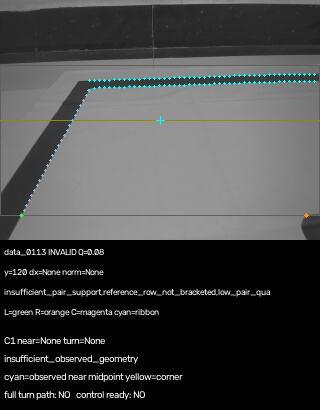 data_0113 INVALID Q=0.08
y=120 dx=None norm=None
insufficient_pair_support,reference_row_not_bracketed,low_pair_qua
L=green R=orange C=magenta cyan=ribbon
C1 near=None turn=None
insufficient_observed_geometry
cyan=observed near midpoint yellow=corner
full turn path: NO control ready: NO